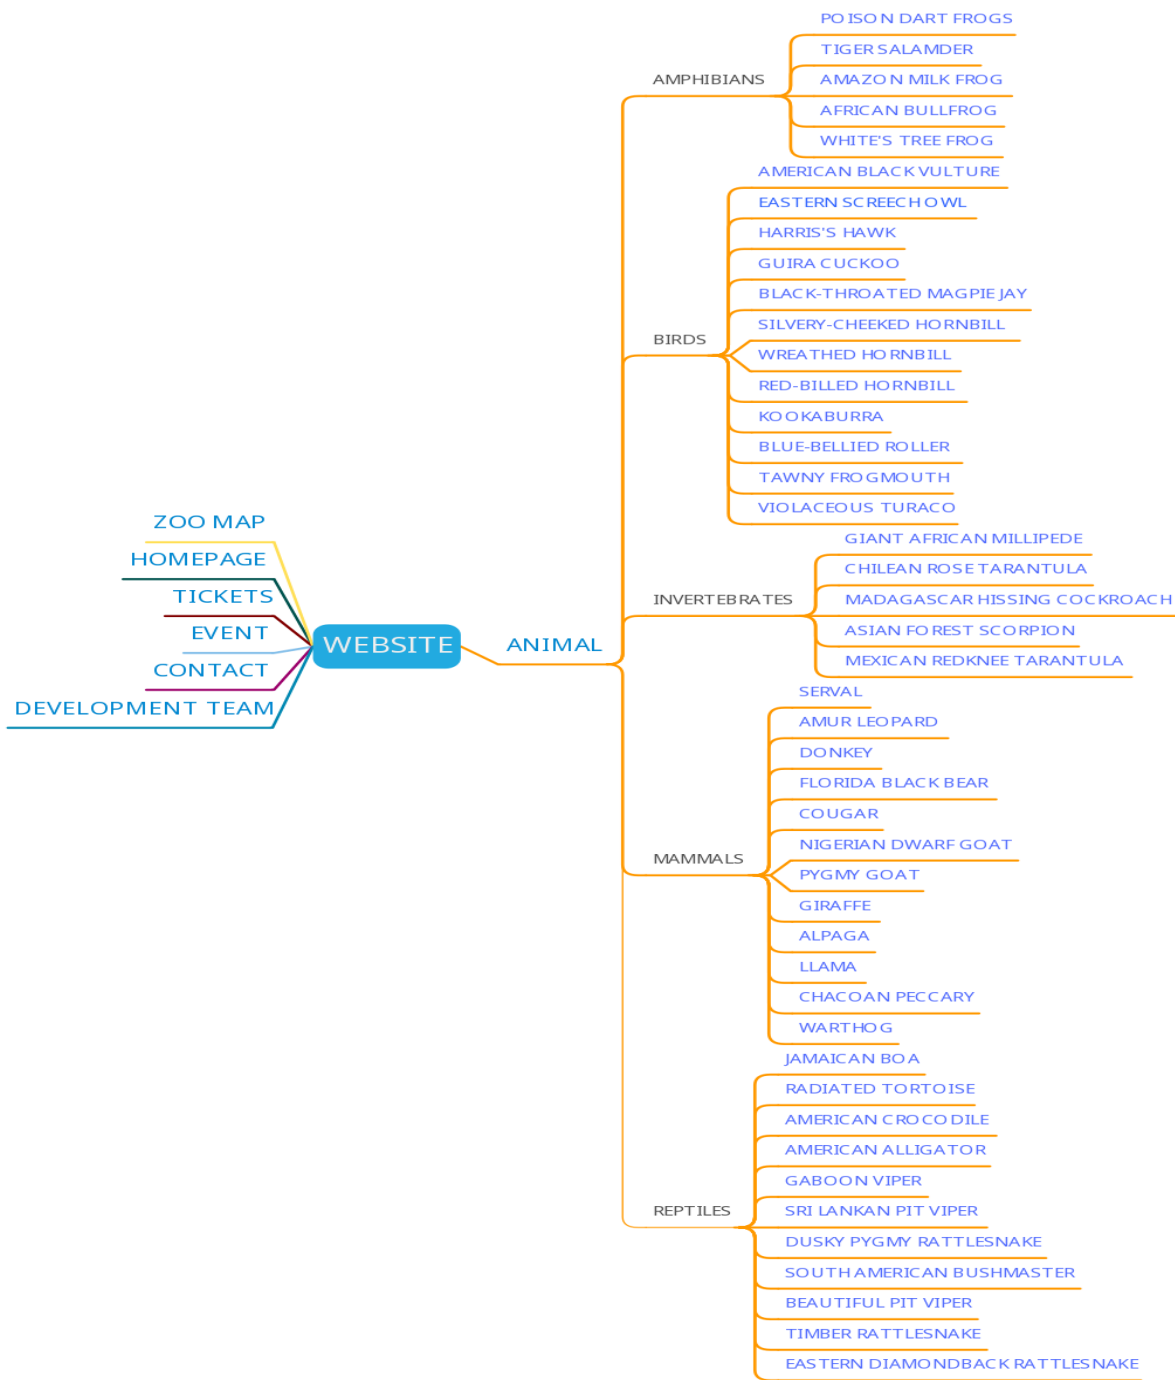 ZOO MAP
HOMEPAGE
TICKETS
EVENT
CONTACT
DEVELOPMENT TEAM
WEBSITE
ANIMAL
AMPHIBIANS
POISON DART FROGS
TIGER SALAMDER
AMAZON MILK FROG
AFRICAN BULLFROG
WHITE'S TREE FROG
BIRDS
AMERICAN BLACK VULTURE
EASTERN SCREECH OWL
HARRIS'S HAWK
GUIRA CUCKOO
BLACK-THROATED MAGPIE JAY
SILVERY-CHEEKED HORNBILL
WREATHED HORNBILL
RED-BILLED HORNBILL
KOOKABURRA
BLUE-BELLIED ROLLER
TAWNY FROGMOUTH
VIOLACEOUS TURACO
INVERTEBRATES
GIANT AFRICAN MILLIPEDE
CHILEAN ROSE TARANTULA
MADAGASCAR HISSING COCKROACH
ASIAN FOREST SCORPION
MEXICAN REDKNEE TARANTULA
MAMMALS
SERVAL
AMUR LEOPARD
DONKEY
FLORIDA BLACK BEAR
COUGAR
NIGERIAN DWARF GOAT
PYGMY GOAT
GIRAFFE
ALPAGA
LLAMA
CHACOAN PECCARY
WARTHOG
REPTILES
JAMAICAN BOA
RADIATED TORTOISE
AMERICAN CROCODILE
AMERICAN ALLIGATOR
GABOON VIPER
SRI LANKAN PIT VIPER
DUSKY PYGMY RATTLESNAKE
SOUTH AMERICAN BUSHMASTER
BEAUTIFUL PIT VIPER
TIMBER RATTLESNAKE
EASTERN DIAMONDBACK RATTLESNAKE